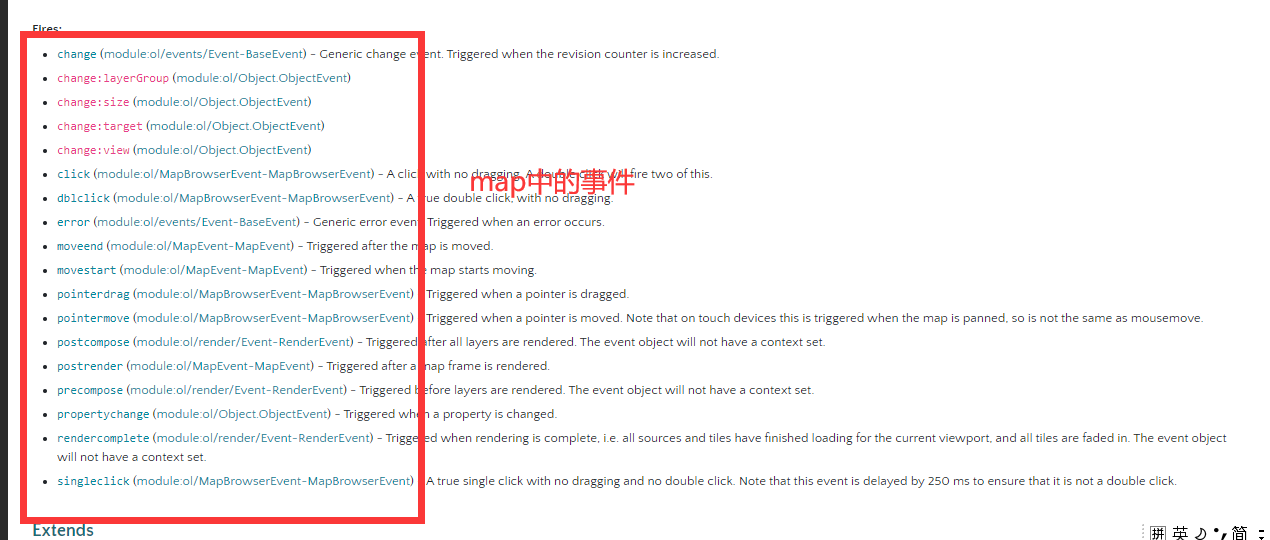 Fires:
change (module:ol/events/Event-BaseEvent) - Generic change event. Triggered when the revision counter is increased.
change:layerGroup (module:ol/Object.ObjectEvent)
change:size (module:ol/Object.ObjectEvent)
change:target (module:ol/Object.ObjectEvent)
change:view (module:ol/Object.ObjectEvent)
click (module:ol/MapBrowserEvent-MapBrowserEvent) - A click with no dragging. A double click will fire two of this.
map中的事件
dblclick (module:ol/MapBrowserEvent-MapBrowserEvent) - A true double click, with no dragging.
error (module:ol/events/Event-BaseEvent) - Generic error event. Triggered when an error occurs.
moveend (module:ol/MapEvent-MapEvent) - Triggered after the map is moved.
movestart (module:ol/MapEvent-MapEvent) - Triggered when the map starts moving.
pointerdrag (module:ol/MapBrowserEvent-MapBrowserEvent) - Triggered when a pointer is dragged.
pointermove (module:ol/MapBrowserEvent-MapBrowserEvent) - Triggered when a pointer is moved. Note that on touch devices this is triggered when the map is panned, so is not the same as mousemove.
postcompose (module:ol/render/Event-RenderEvent) - Triggered after all layers are rendered. The event object will not have a context set.
postrender (module:ol/MapEvent-MapEvent) - Triggered after a map frame is rendered.
precompose (module:ol/render/Event-RenderEvent) - Triggered before layers are rendered. The event object will not have a context set.
propertychange (module:ol/Object.ObjectEvent) - Triggered when a property is changed.
rendercomplete (module:ol/render/Event-RenderEvent) - Triggered when rendering is complete, i.e. all sources and tiles have finished loading for the current viewport, and all tiles are faded in. The event object
will not have a context set.
singleclick (module:ol/MapBrowserEvent-MapBrowserEvent) - A true single click with no dragging and no double click. Note that this event is delayed by 250 ms to ensure that it is not a double click.
Extends
拼 英 简